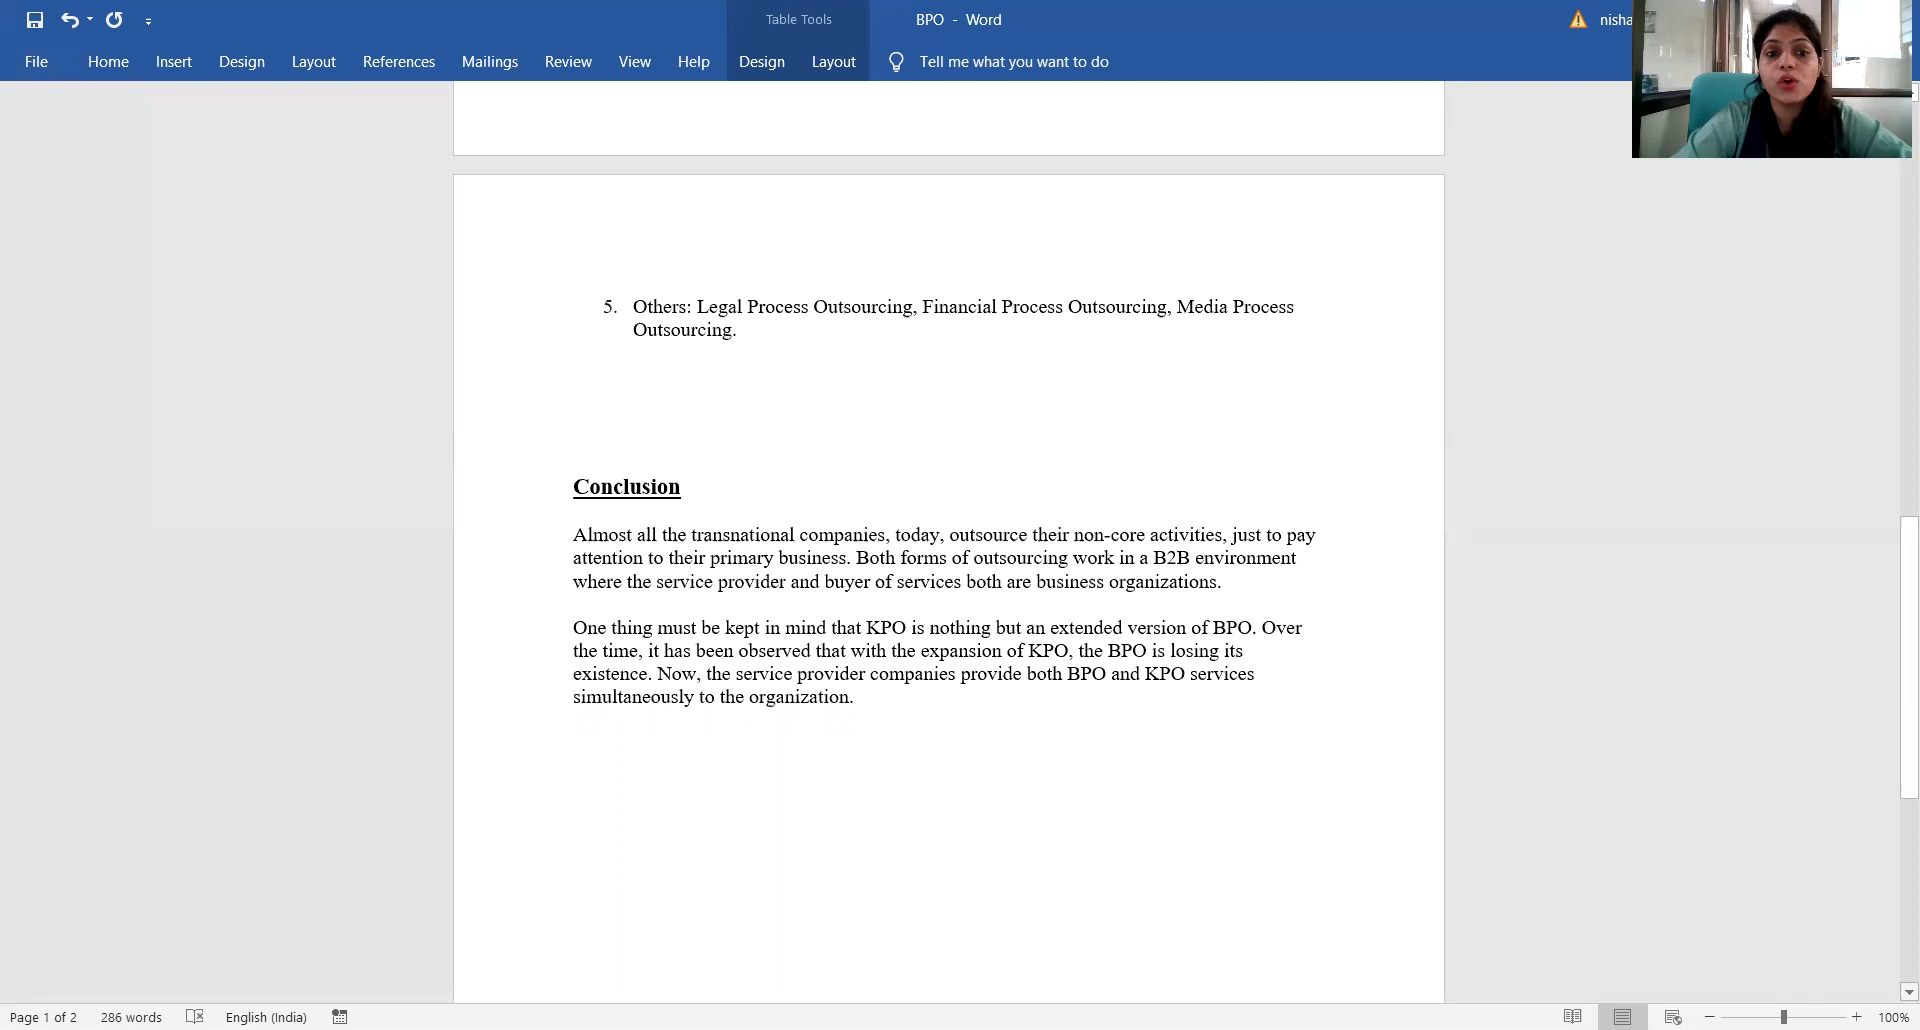 Table Tools
BPO - Word
nisha
File Home Insert Design Layout References Mailings Review View Help Design Layout Tell me what you want to do
5. Others: Legal Process Outsourcing, Financial Process Outsourcing, Media Process
Outsourcing.
Conclusion
Almost all the transnational companies, today, outsource their non-core activities, just to pay
attention to their primary business. Both forms of outsourcing work in a B2B environment
where the service provider and buyer of services both are business organizations.
One thing must be kept in mind that KPO is nothing but an extended version of BPO. Over
the time, it has been observed that with the expansion of KPO, the BPO is losing its
existence. Now, the service provider companies provide both BPO and KPO services
simultaneously to the organization.
Page 1 of 2 286 words English (India) 100%